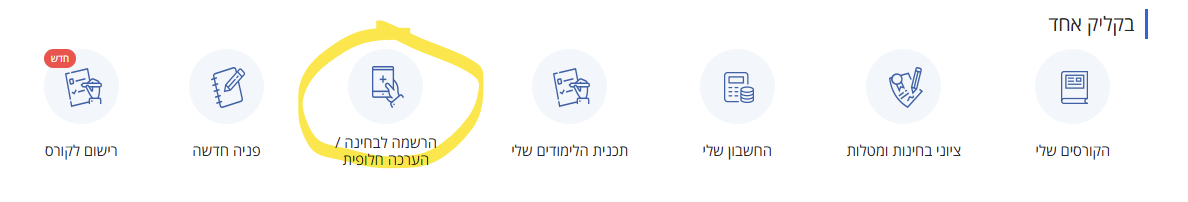 בקליק אחד
הקורסים שלי
ציוני בחינות ומטלות
החשבון שלי
תכנית הלימודים שלי
הרשמה לבחינה /
הערכה חלופית
פניה חדשה
חדש
רישום לקורס